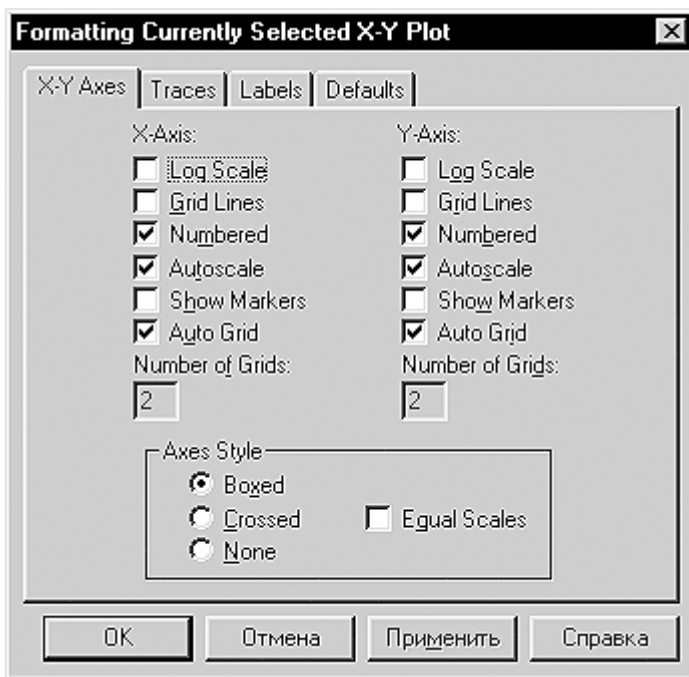 Formatting Currently Selected X-Y Plot
X-Y Axes
Traces
Labels
Defaults
X-Axis:
Log Scale
Grid Lines
Numbered
Autoscale
Show Markers
Auto Grid
Number of Grids:
2
Y-Axis:
Log Scale
Grid Lines
Numbered
Autoscale
Show Markers
Auto Grid
Number of Grids:
2
Axes Style
Boxed
Crossed
None
Equal Scales
OK
Отмена
Применить
Справка